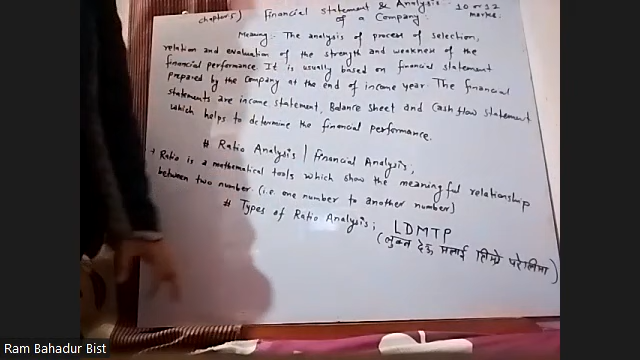 chapter 5) Financial Statement & Analysis : 10 or 12 marks.
of a Company.
Meaning :- The analysis of process of selection,
relation and evaluation of the strength and weakness of the
financial performance It is usually based on financial statement
prepared by the Company at the end of income year. The financial
statements are income statement, Balance sheet and Cash flow statement
which helps to determine the financial performance.
# Ratio Analysis | Financial Analysis;
+ Ratio is a mathematical tools which show the meaningful relationship
between two number. (i.e. one number to another number)
# Types of Ratio Analysis; LDMTP
(लुक्न देऊ मलाई तिम्रो परेलीमा)
Ram Bahadur Bist